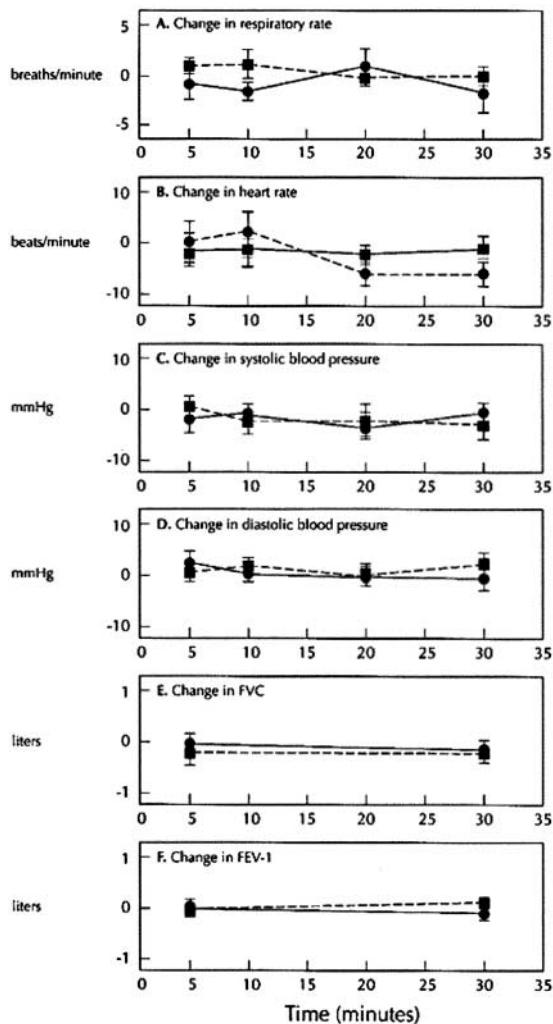 A. Change in respiratory rate
breaths/minute
5
0
-5
0 5 10 15 20 25 30 35
B. Change in heart rate
beats/minute
10
0
-10
0 5 10 15 20 25 30 35
C. Change in systolic blood pressure
mmHg
10
0
-10
0 5 10 15 20 25 30 35
D. Change in diastolic blood pressure
mmHg
10
0
-10
0 5 10 15 20 25 30 35
E. Change in FVC
liters
1
0
-1
0 5 10 15 20 25 30 35
F. Change in FEV-1
liters
1
0
-1
0 5 10 15 20 25 30 35
Time (minutes)